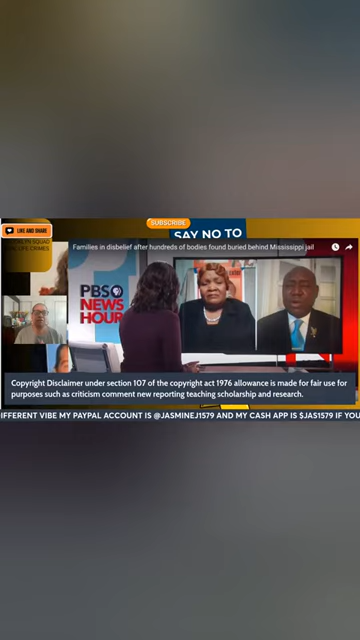 SUBSCRIBE
LIKE AND SHARE
SAY NO TO
SQUAD
CRIMES
Families in disbelief after hundreds of bodies found buried behind Mississippi jail
PBS
NEWS
HOUR
Copyright Disclaimer under section 107 of the copyright act 1976 allowance is made for fair use for
purposes such as criticism comment new reporting teaching scholarship and research.
IFFERENT VIBE MY PAYPAL ACCOUNT IS @JASMINEJ1579 AND MY CASH APP IS $JAS1579 IF YOU